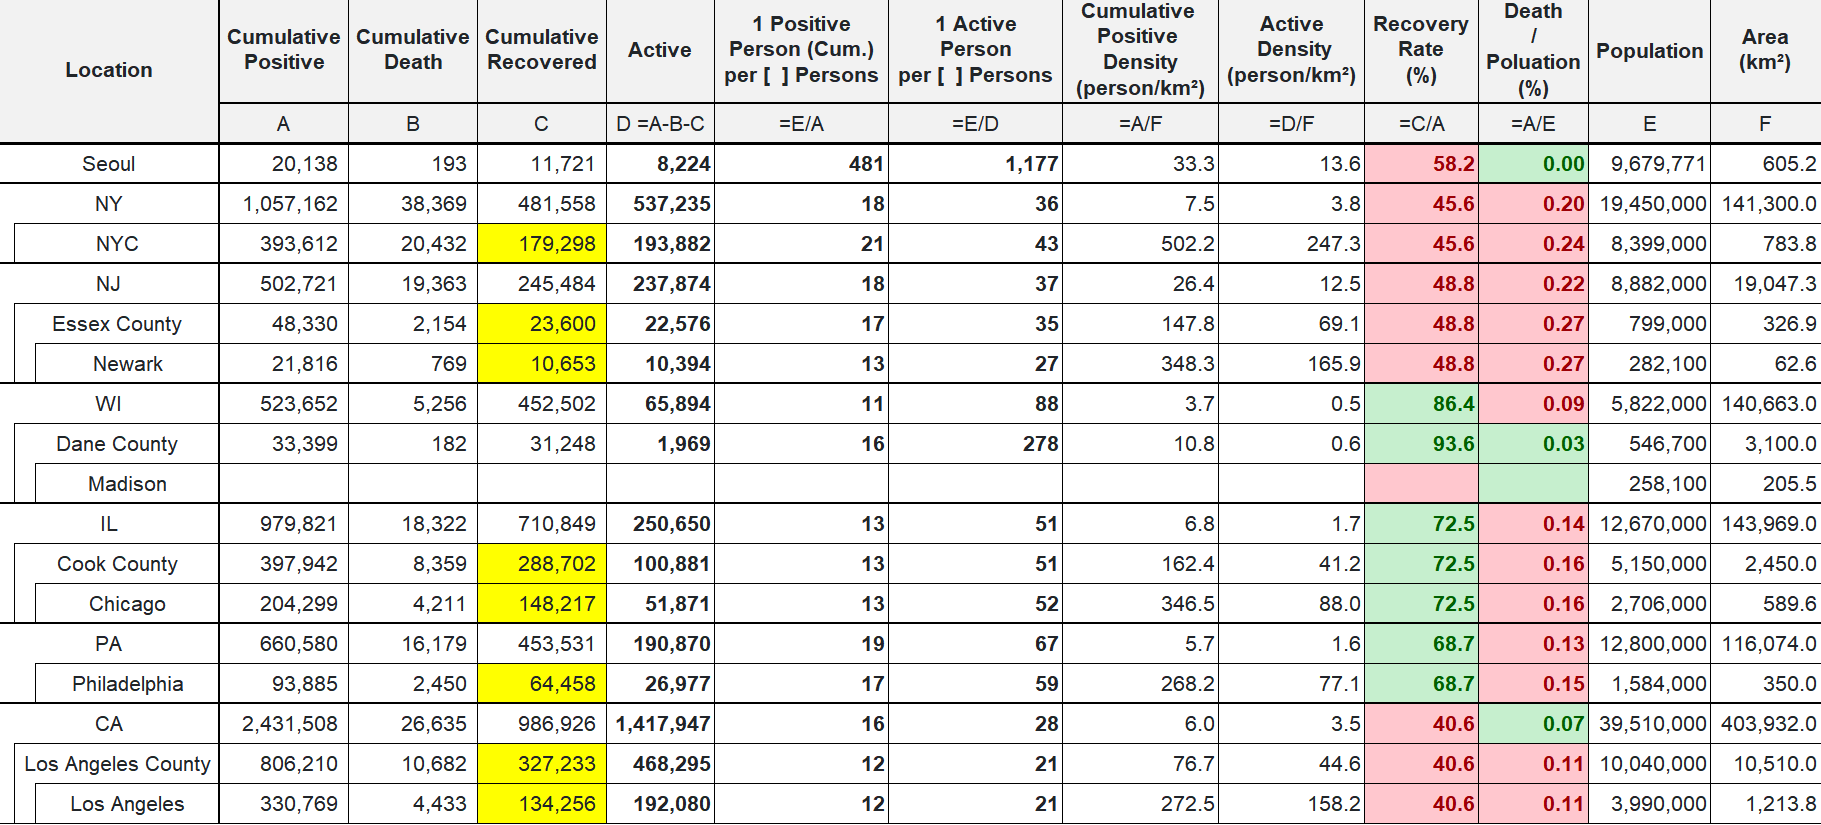 Location Cumulative Positive Cumulative Death Cumulative Recovered Active 1 Positive Person (Cum.) per [ ] Persons 1 Active Person per [ ] Persons Cumulative Positive Density (person/km²) Active Density (person/km²) Recovery Rate (%) Death / Poluation (%) Population Area (km²)
A B C D =A-B-C =E/A =E/D =A/F =D/F =C/A =A/E E F
Seoul 20,138 193 11,721 8,224 481 1,177 33.3 13.6 58.2 0.00 9,679,771 605.2
NY 1,057,162 38,369 481,558 537,235 18 36 7.5 3.8 45.6 0.20 19,450,000 141,300.0
NYC 393,612 20,432 179,298 193,882 21 43 502.2 247.3 45.6 0.24 8,399,000 783.8
NJ 502,721 19,363 245,484 237,874 18 37 26.4 12.5 48.8 0.22 8,882,000 19,047.3
Essex County 48,330 2,154 23,600 22,576 17 35 147.8 69.1 48.8 0.27 799,000 326.9
Newark 21,816 769 10,653 10,394 13 27 348.3 165.9 48.8 0.27 282,100 62.6
WI 523,652 5,256 452,502 65,894 11 88 3.7 0.5 86.4 0.09 5,822,000 140,663.0
Dane County 33,399 182 31,248 1,969 16 278 10.8 0.6 93.6 0.03 546,700 3,100.0
Madison 258,100 205.5
IL 979,821 18,322 710,849 250,650 13 51 6.8 1.7 72.5 0.14 12,670,000 143,969.0
Cook County 397,942 8,359 288,702 100,881 13 51 162.4 41.2 72.5 0.16 5,150,000 2,450.0
Chicago 204,299 4,211 148,217 51,871 13 52 346.5 88.0 72.5 0.16 2,706,000 589.6
PA 660,580 16,179 453,531 190,870 19 67 5.7 1.6 68.7 0.13 12,800,000 116,074.0
Philadelphia 93,885 2,450 64,458 26,977 17 59 268.2 77.1 68.7 0.15 1,584,000 350.0
CA 2,431,508 26,635 986,926 1,417,947 16 28 6.0 3.5 40.6 0.07 39,510,000 403,932.0
Los Angeles County 806,210 10,682 327,233 468,295 12 21 76.7 44.6 40.6 0.11 10,040,000 10,510.0
Los Angeles 330,769 4,433 134,256 192,080 12 21 272.5 158.2 40.6 0.11 3,990,000 1,213.8